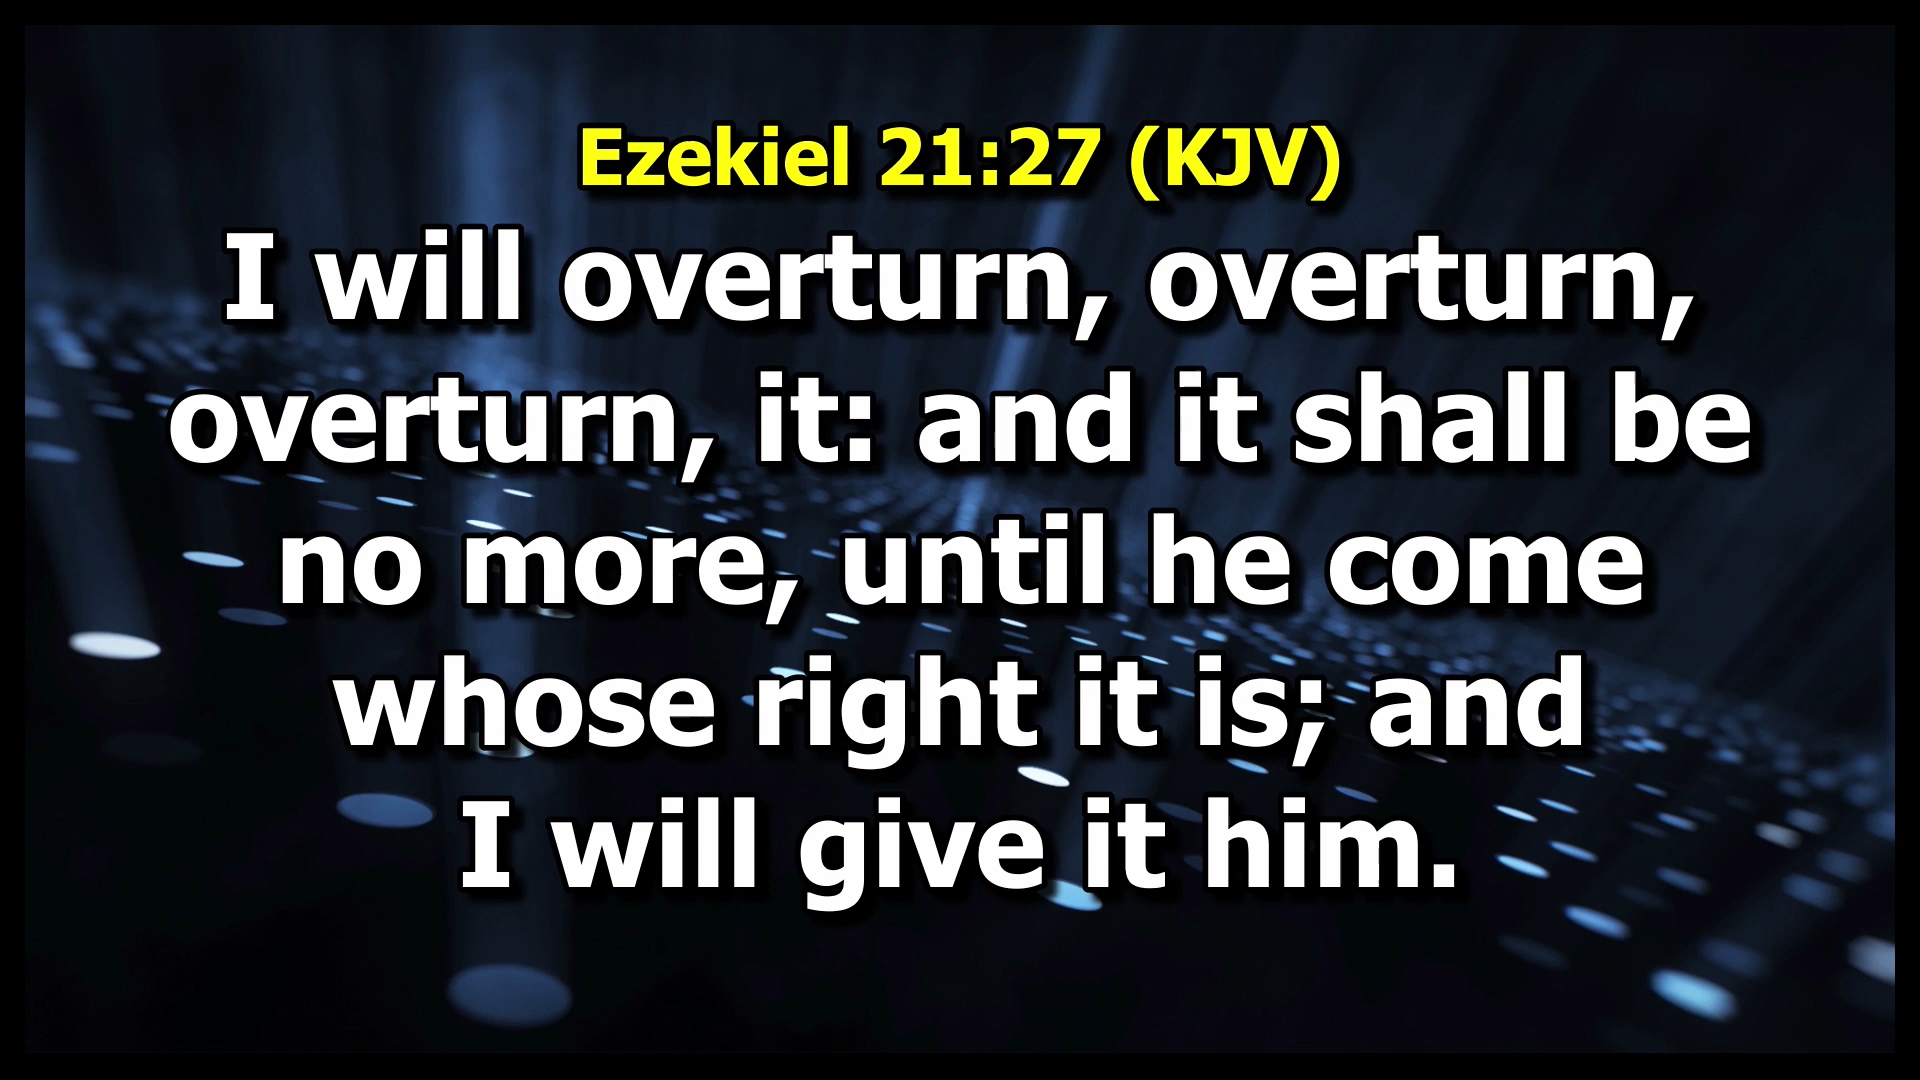 Ezekiel 21:27 (KJV)
I will overturn, overturn,
overturn, it: and it shall be
no more, until he come
whose right it is; and
I will give it him.